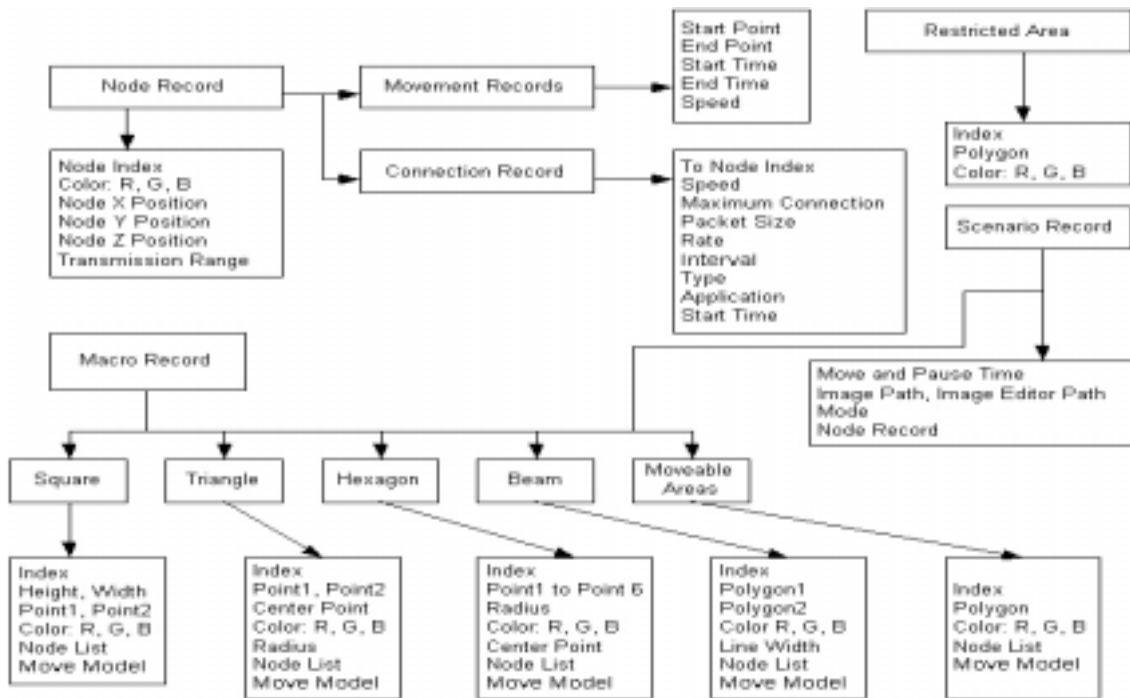 Node Record
Movement Records
Start Point
End Point
Start Time
End Time
Speed
Restricted Area
Node Index
Color: R, G, B
Node X Position
Node Y Position
Node Z Position
Transmission Range
Connection Record
To Node Index
Speed
Maximum Connection
Packet Size
Rate
Interval
Type
Application
Start Time
Index
Polygon
Color: R, G, B
Scenario Record
Macro Record
Move and Pause Time
Image Path, Image Editor Path
Mode
Node Record
Square
Triangle
Hexagon
Beam
Moveable
Areas
Index
Height, Width
Point1, Point2
Color: R, G, B
Node List
Move Model
Index
Point1, Point2
Center Point
Color: R, G, B
Radius
Node List
Move Model
Index
Point1 to Point 6
Radius
Color: R, G, B
Center Point
Node List
Move Model
Index
Polygon1
Polygon2
Color R, G, B
Line Width
Node List
Move Model
Index
Polygon
Color: R, G, B
Node List
Move Model